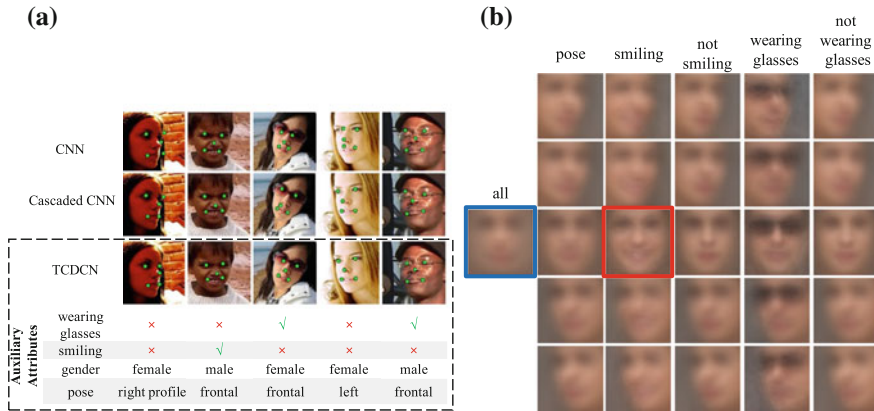 (a)
CNN
Cascaded CNN
TCDCN
Auxiliary
Attributes
wearing
glasses
× × √ × √
smiling
× √ × × ×
gender female male female female male
pose right profile frontal frontal left frontal
(b)
pose smiling not
smiling wearing
glasses not
wearing
glasses
all